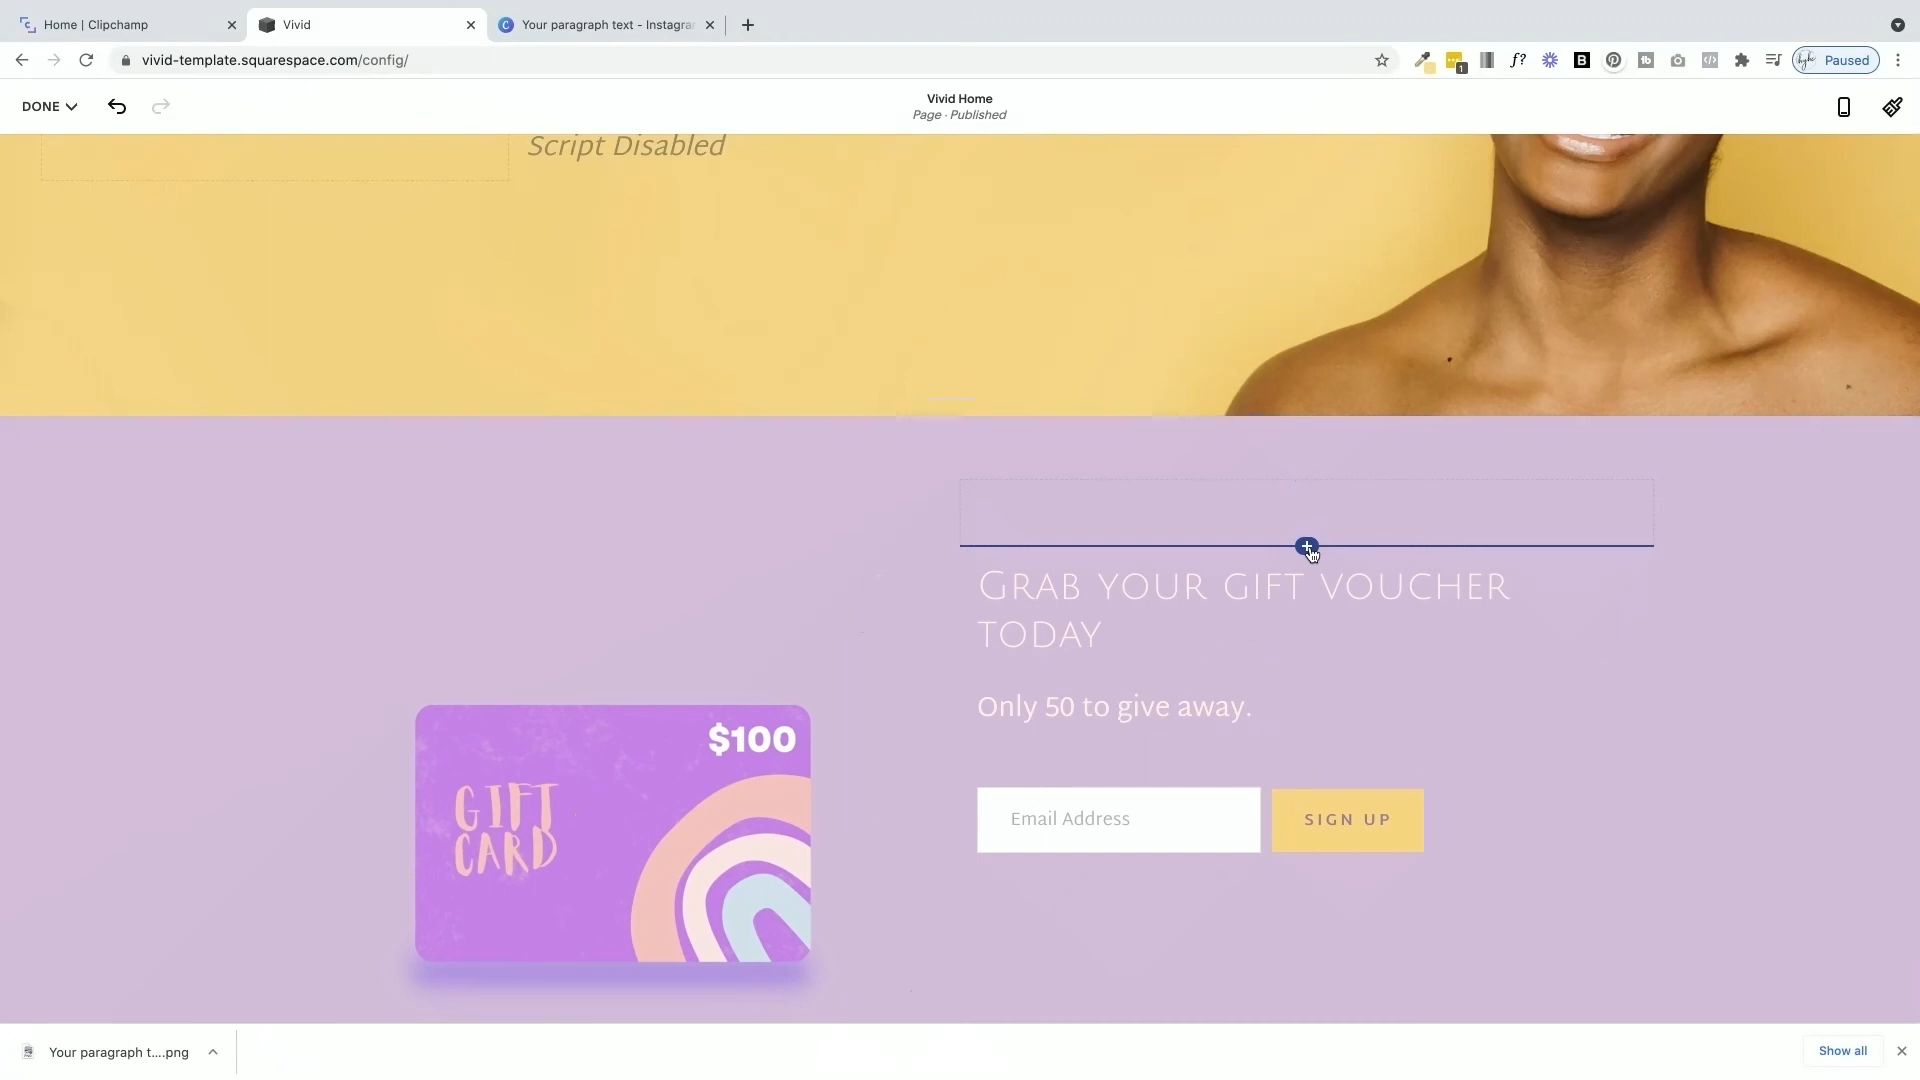 Home | Clipchamp
Vivid
Your paragraph text - Instagra
vivid-template.squarespace.com/config/
1
f?
B
Paused
DONE
Vivid Home
Page · Published
Script Disabled
GRAB YOUR GIFT VOUCHER
TODAY
Only 50 to give away.
$100
GIFT
CARD
Email Address
SIGN UP
Your paragraph t....png
Show all